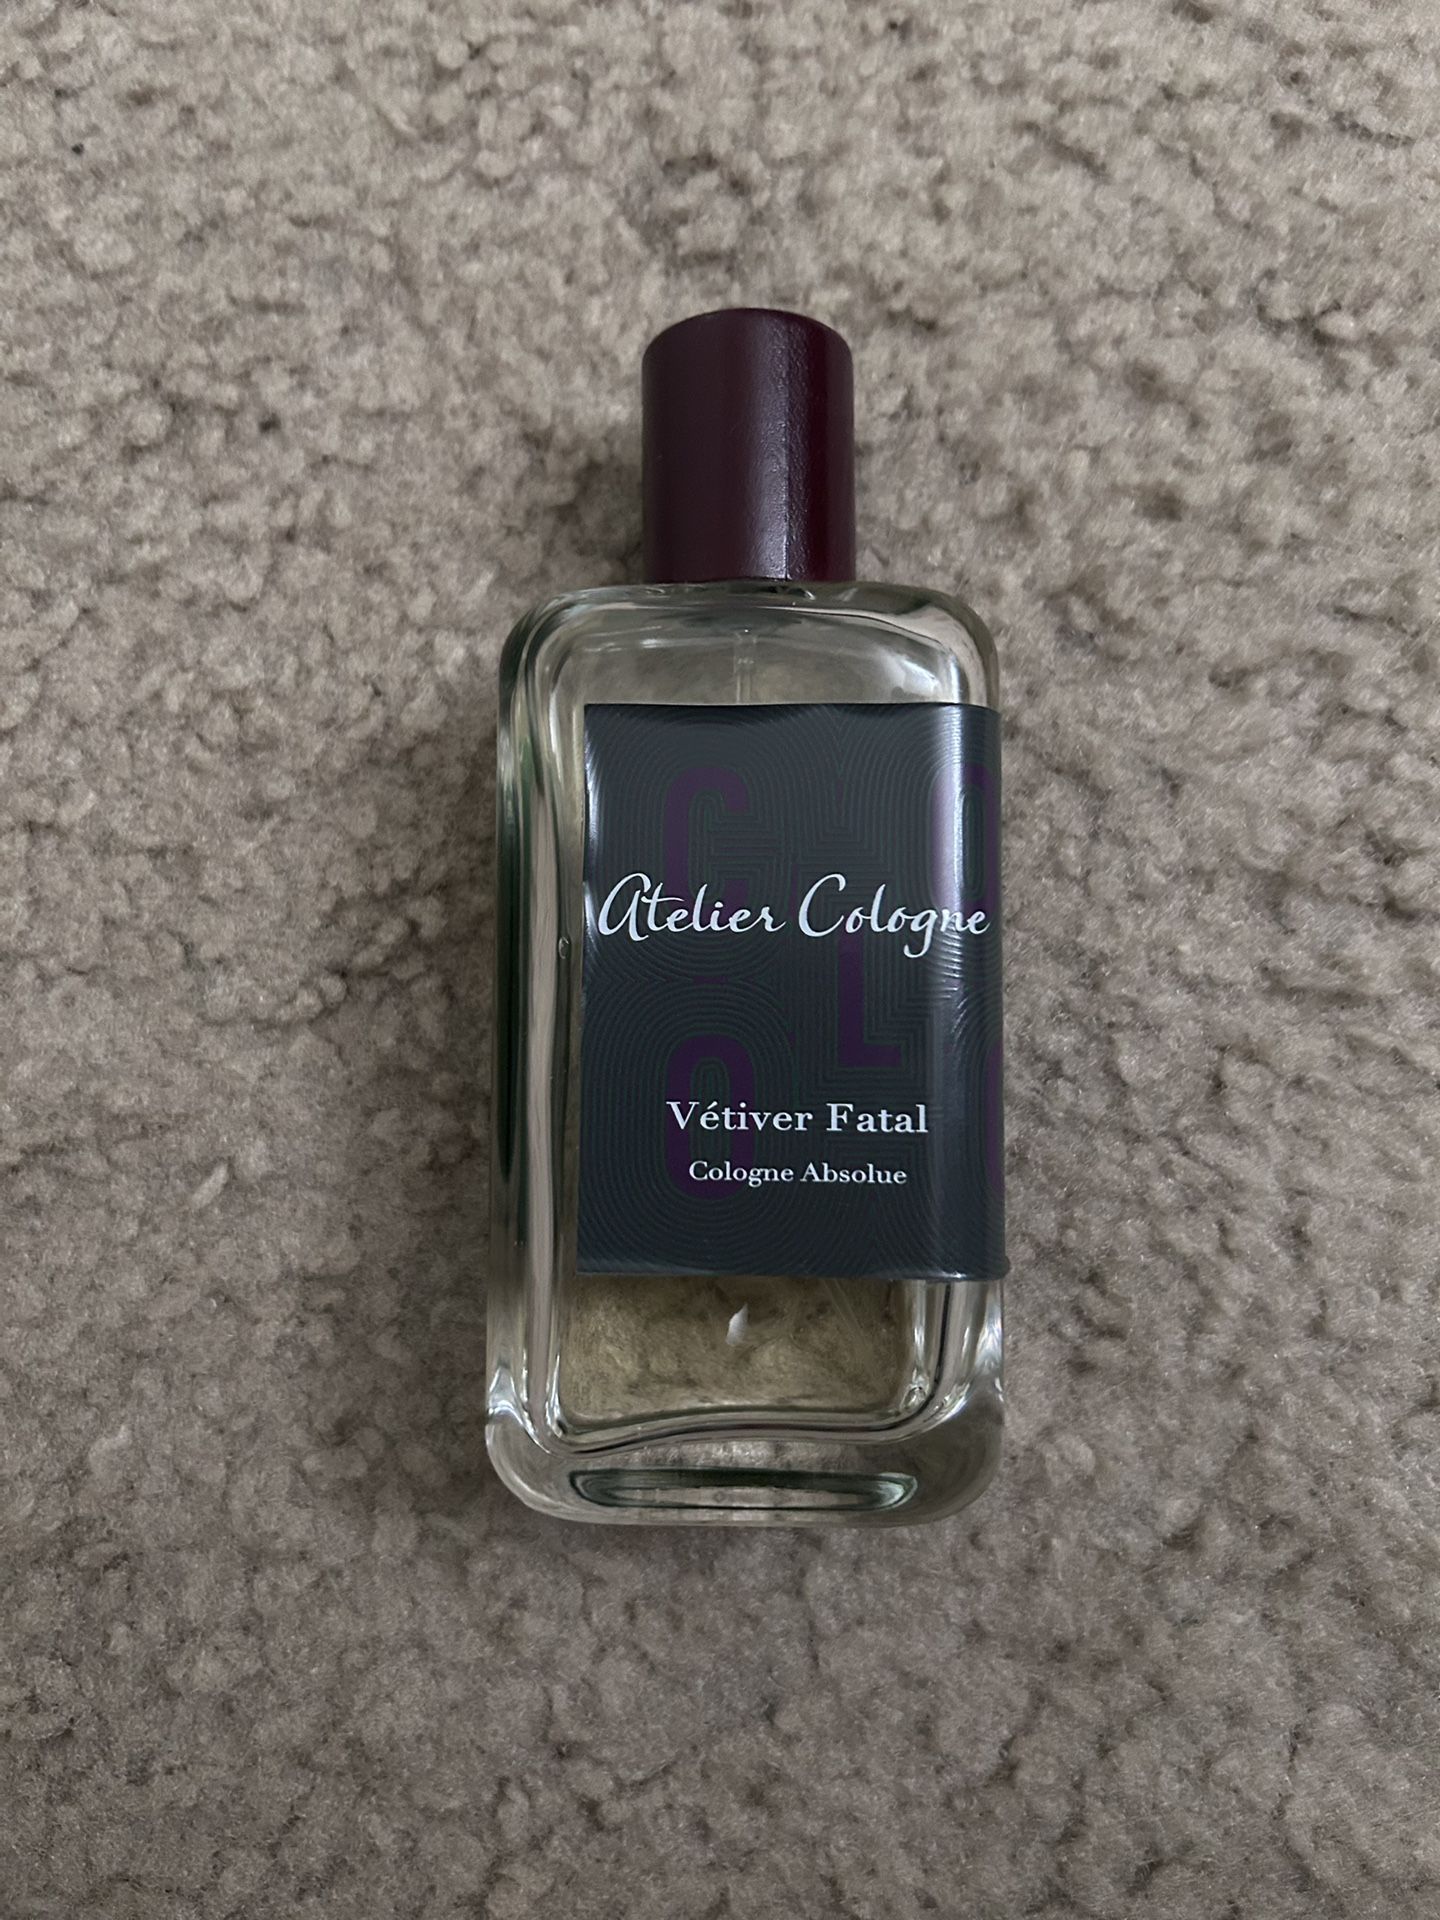 Atelier Cologne
Vétiver Fatal
Cologne Absolue